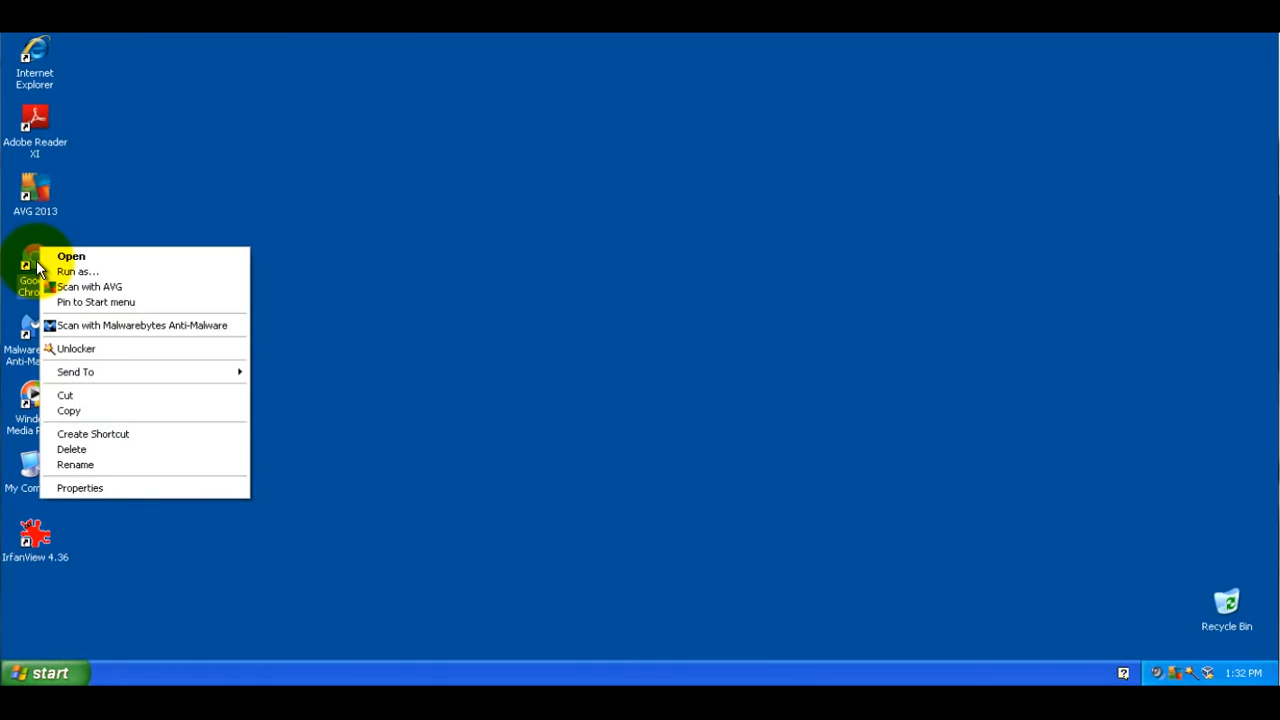 Internet
Explorer
Adobe Reader
XI
AVG 2013
Goo
Chro
Malware
Anti-Ma
Wind
Media P
My Com
IrfanView 4.36
Open
Run as...
Scan with AVG
Pin to Start menu
Scan with Malwarebytes Anti-Malware
Unlocker
Send To
Cut
Copy
Create Shortcut
Delete
Rename
Properties
Recycle Bin
start
1:32 PM